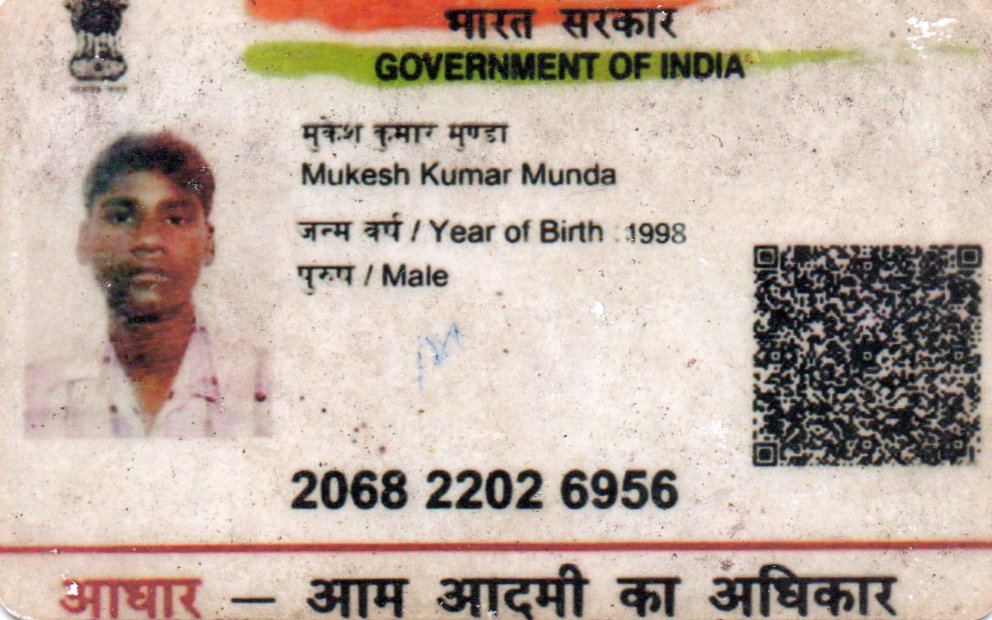 भारत सरकार
GOVERNMENT OF INDIA
मुकेश कुमार मुण्डा
Mukesh Kumar Munda
जन्म वर्ष / Year of Birth : 1998
पुरुष / Male
2068 2202 6956
आधार — आम आदमी का अधिकार